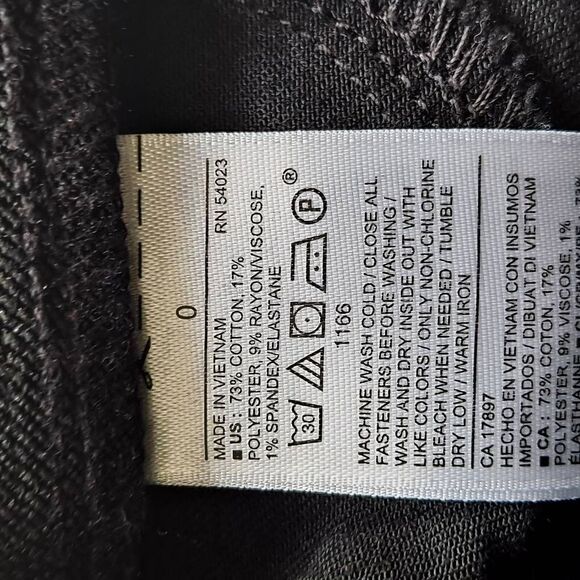 0
MADE IN VIETNAM RN 54023
■ US : 73% COTTON, 17%
POLYESTER, 9% RAYON/VISCOSE,
1% SPANDEX/ELASTANE
30 P ®
1166
MACHINE WASH COLD / CLOSE ALL
FASTENERS BEFORE WASHING /
WASH AND DRY INSIDE OUT WITH
LIKE COLORS / ONLY NON-CHLORINE
BLEACH WHEN NEEDED / TUMBLE
DRY LOW / WARM IRON
CA 17897
HECHO EN VIETNAM CON INSUMOS
IMPORTADOS / DIBUAT DI VIETNAM
■ CA : 73% COTON, 17%
POLYESTER, 9% VISCOSE, 1%